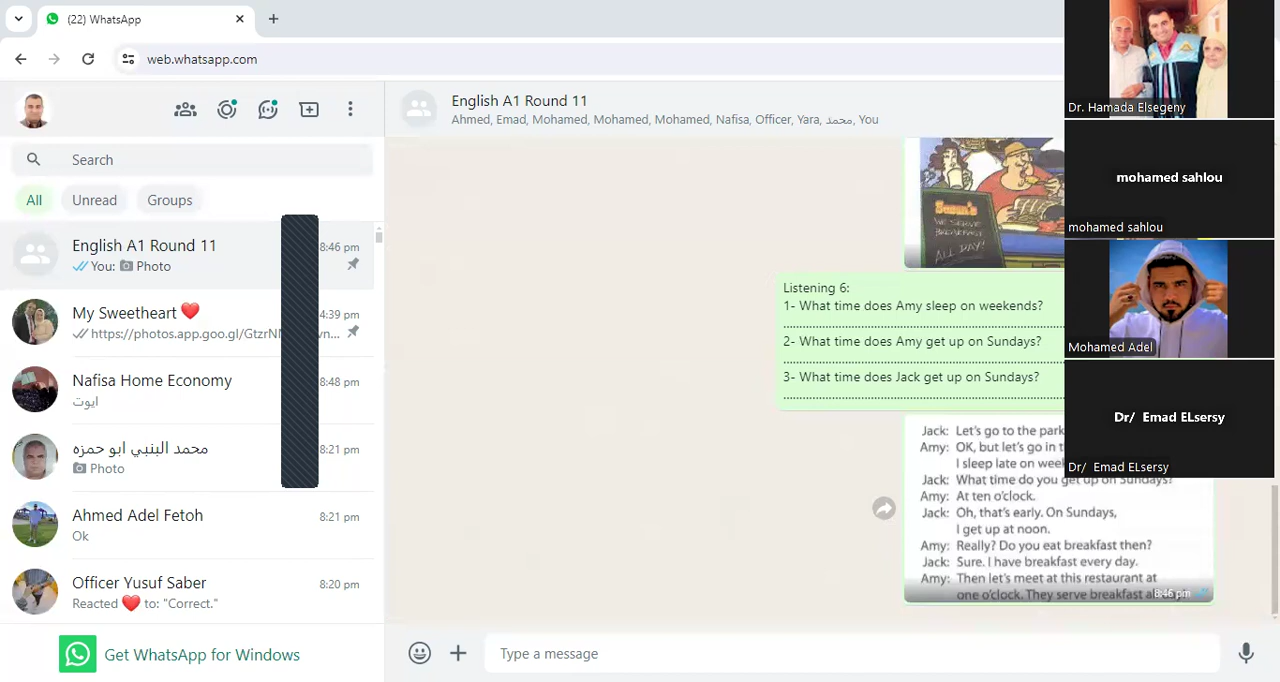 (22) WhatsApp
web.whatsapp.com
Search
All
Unread
Groups
English A1 Round 11
8:46 pm
You: Photo
My Sweetheart ❤️
4:39 pm
https://photos.app.goo.gl/
Nafisa Home Economy
8:48 pm
ايوت
محمد البنبي ابو حمزه
8:21 pm
Photo
Ahmed Adel Fetoh
8:21 pm
Ok
Officer Yusuf Saber
8:20 pm
Reacted ❤️ to: "Correct."
Get WhatsApp for Windows
English A1 Round 11
Ahmed, Emad, Mohamed, Mohamed, Mohamed, Nafisa, Officer, Yara, محمد, You
Susan's
WE SERVE
BREAKFAST
ALL DAY!
Listening 6:
1- What time does Amy sleep on weekends?
2- What time does Amy get up on Sundays?
3- What time does Jack get up on Sundays?
Jack: Let's go to the park
Amy: OK, but let's go in
I sleep late on
Jack: What time do you get up on Sundays?
Amy: At ten o'clock.
Jack: Oh, that's early. On Sundays,
I get up at noon.
Amy: Really? Do you eat breakfast then?
Jack: Sure. I have breakfast every day.
Amy: Then let's meet at this restaurant at
one o'clock. They serve breakfast
8:46 pm
Type a message
Dr. Hamada Elsegeny
mohamed sahlou
mohamed sahlou
Mohamed Adel
Dr/ Emad ELsersy
Dr/ Emad ELsersy